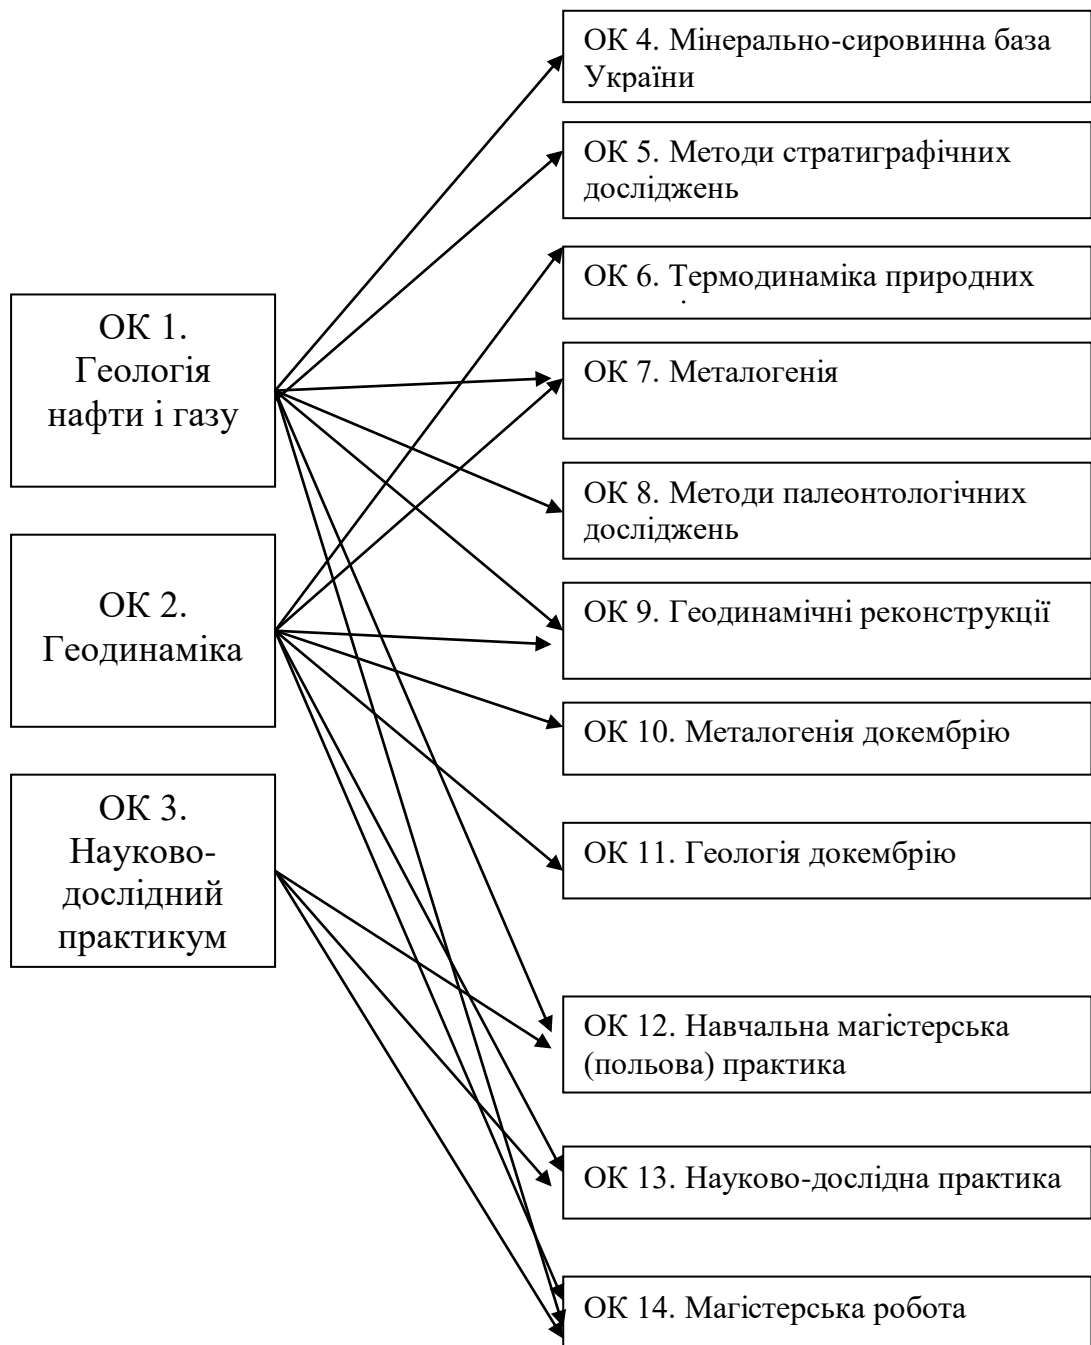 ОК 1.
Геологія
нафти і газу
ОК 2.
Геодинаміка
ОК 3.
Науково-
дослідний
практикум
ОК 4. Мінерально-сировинна база
України
ОК 5. Методи стратиграфічних
досліджень
ОК 6. Термодинаміка природних
ОК 7. Металогенія
ОК 8. Методи палеонтологічних
досліджень
ОК 9. Геодинамічні реконструкції
ОК 10. Металогенія докембрію
ОК 11. Геологія докембрію
ОК 12. Навчальна магістерська
(польова) практика
ОК 13. Науково-дослідна практика
ОК 14. Магістерська робота